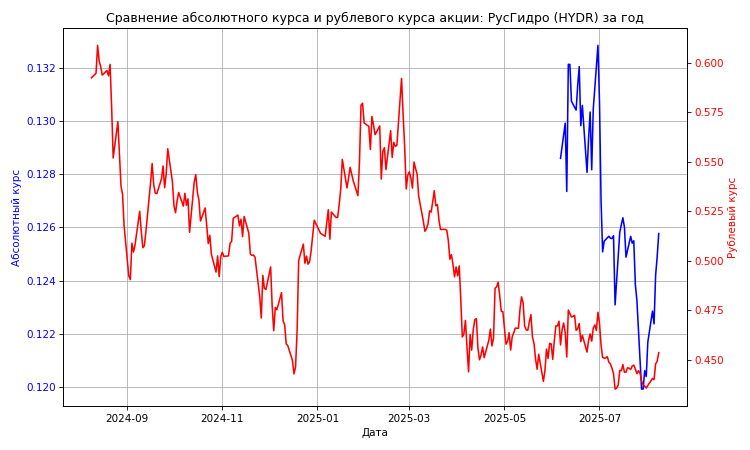 Сравнение абсолютного курса и рублевого курса акции: РусГидро (HYDR) за год
Абсолютный курс
0.132
0.130
0.128
0.126
0.124
0.122
0.120
0.600
0.575
0.550
0.525
0.500
0.475
0.450
Рублевый курс
2024-09 2024-11 2025-01 2025-03 2025-05 2025-07
Дата